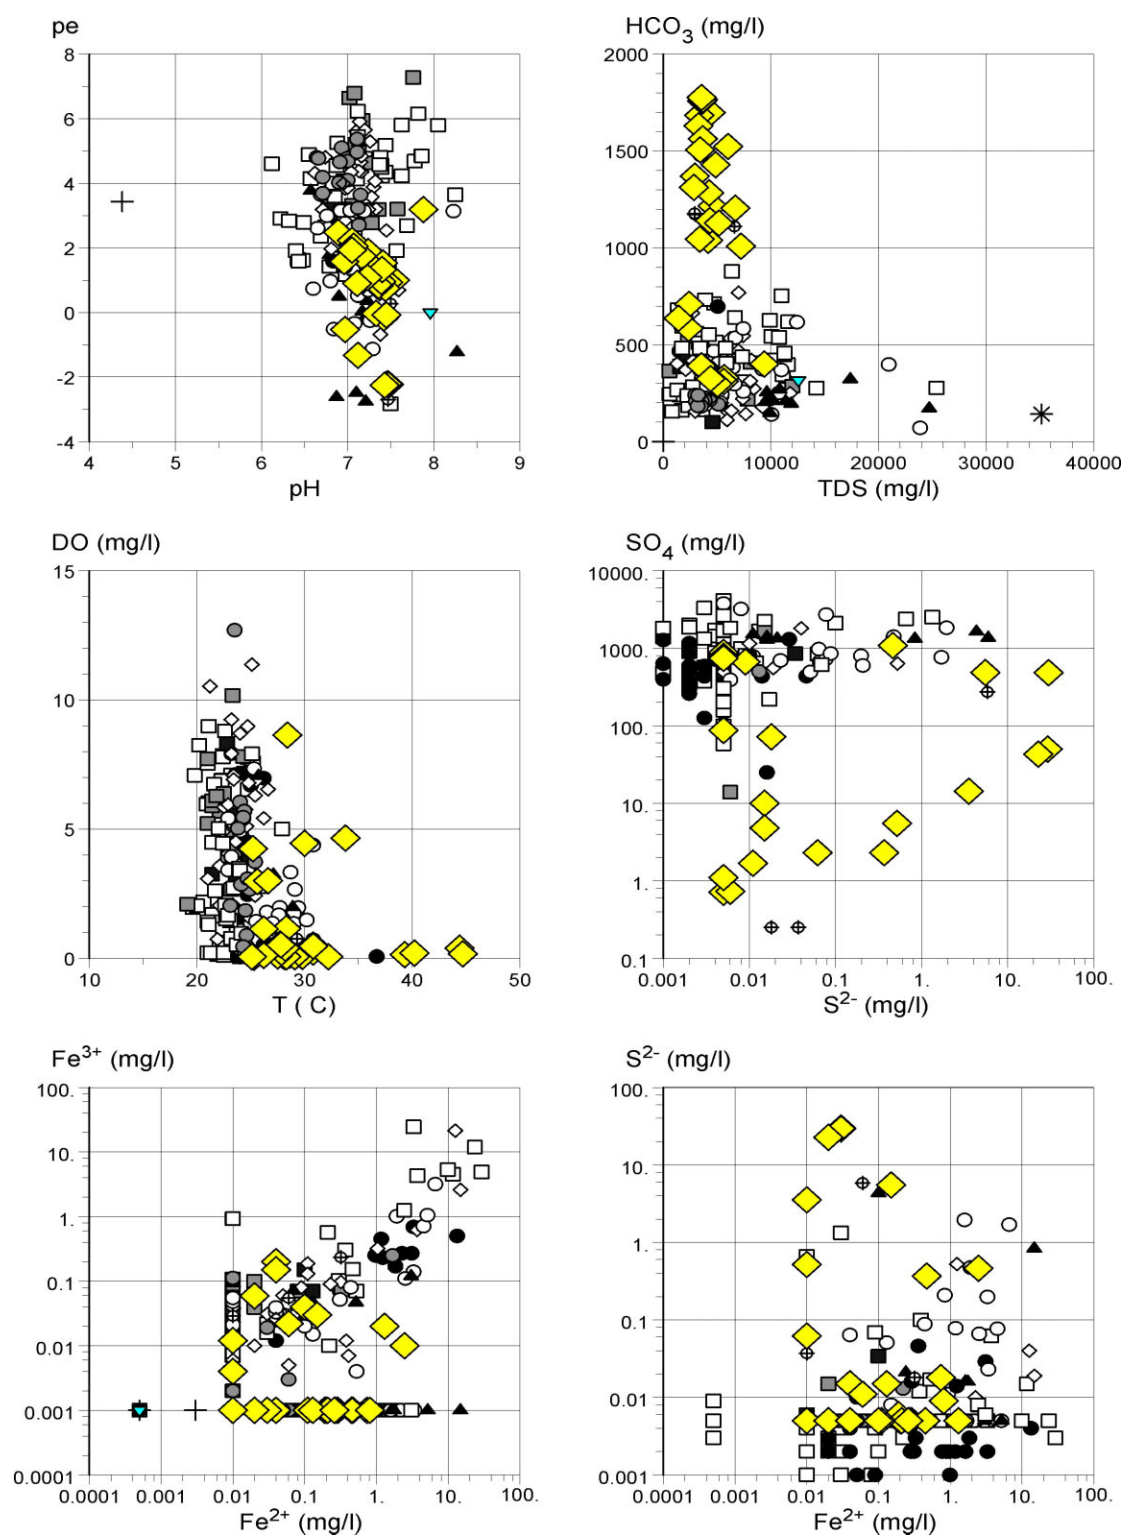 pe
8
6
4
2
0
-2
-4
4 5 6 7 8 9
pH
HCO3 (mg/l)
2000
1500
1000
500
0
0 10000 20000 30000 40000
TDS (mg/l)
DO (mg/l)
15
10
5
0
10 20 30 40 50
T ( C)
SO4 (mg/l)
10000.
1000.
100.
10.
1.
0.1
0.001 0.01 0.1 1. 10. 100.
S2- (mg/l)
Fe3+ (mg/l)
100.
10.
1.
0.1
0.01
0.001
0.0001
0.0001 0.001 0.01 0.1 1. 10. 100.
Fe2+ (mg/l)
S2- (mg/l)
100.
10.
1.
0.1
0.01
0.001
0.0001 0.001 0.01 0.1 1. 10. 100.
Fe2+ (mg/l)